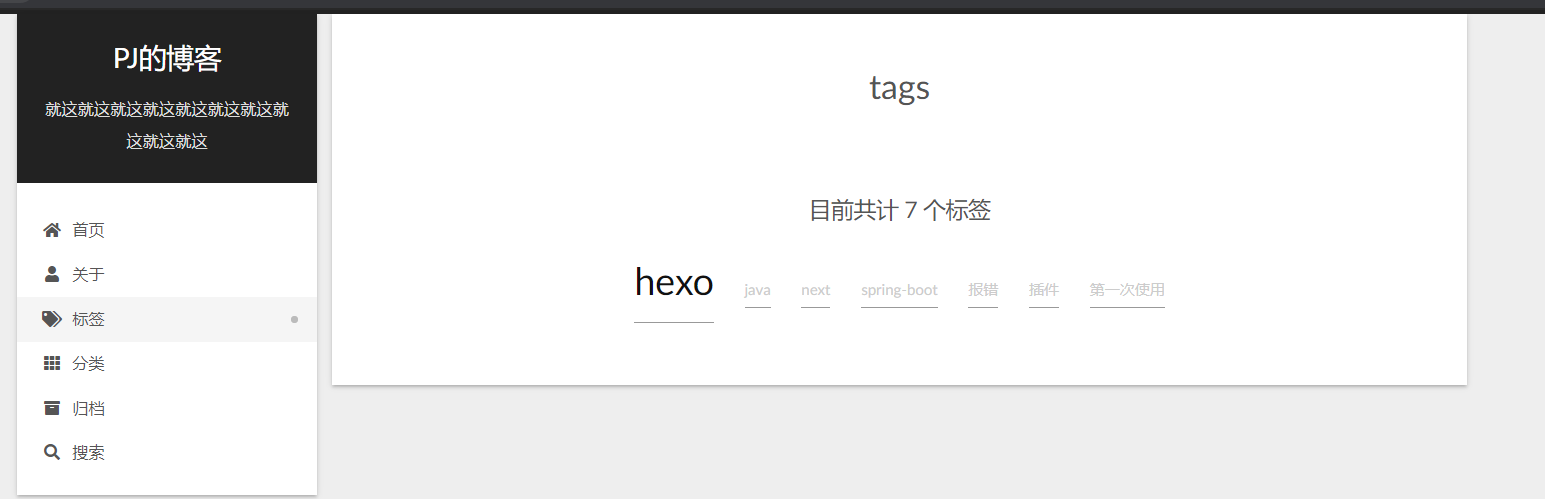 PJ的博客
就这就这就这就这就这就这就这就
这就这就这
首页
关于
标签
分类
归档
搜索
tags
目前共计 7 个标签
hexo java next spring-boot 报错 插件 第一次使用